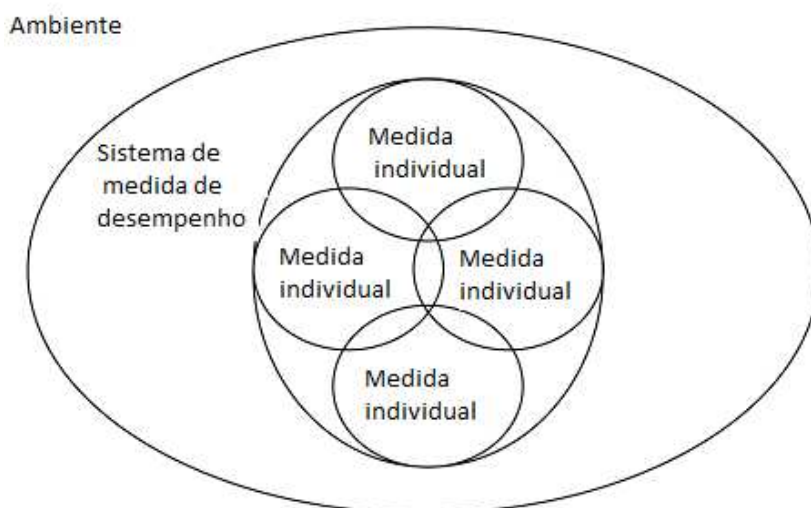 Ambiente
Sistema de
medida de
desempenho
Medida
individual
Medida
individual
Medida
individual
Medida
individual